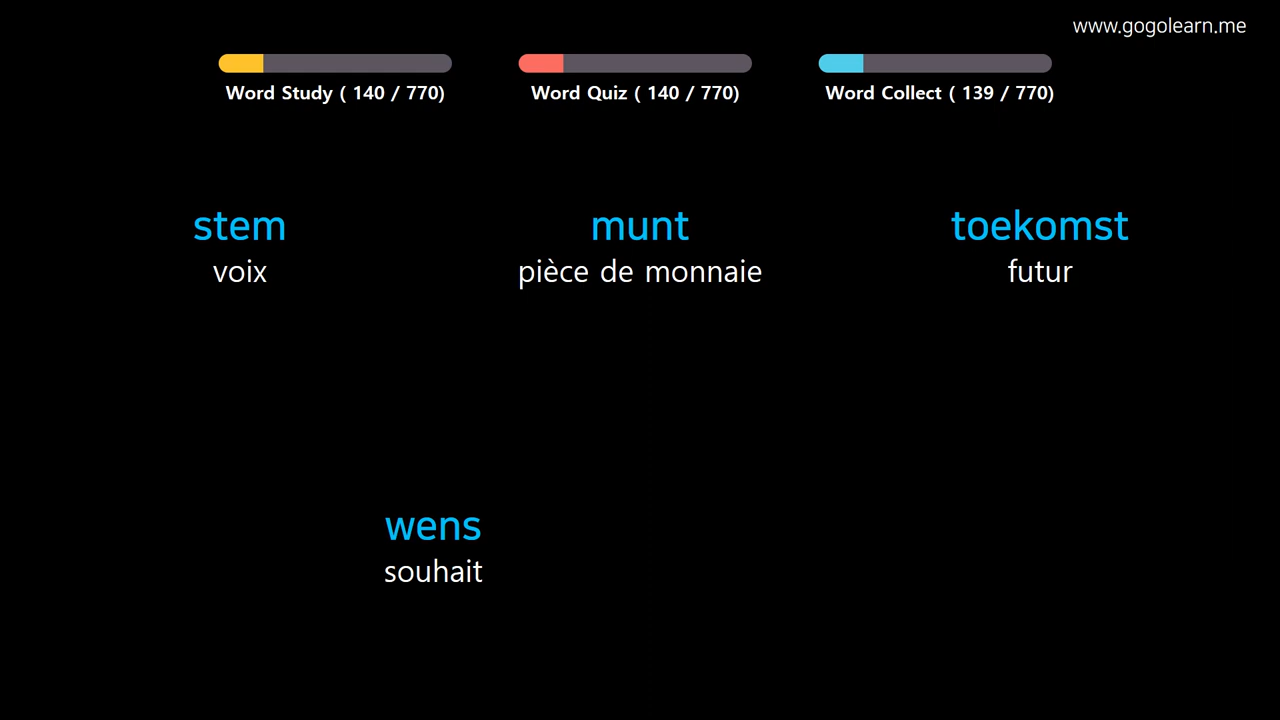 www.gogolearn.me
Word Study ( 140 / 770)
Word Quiz ( 140 / 770)
Word Collect ( 139 / 770)
stem
voix
munt
pièce de monnaie
toekomst
futur
wens
souhait